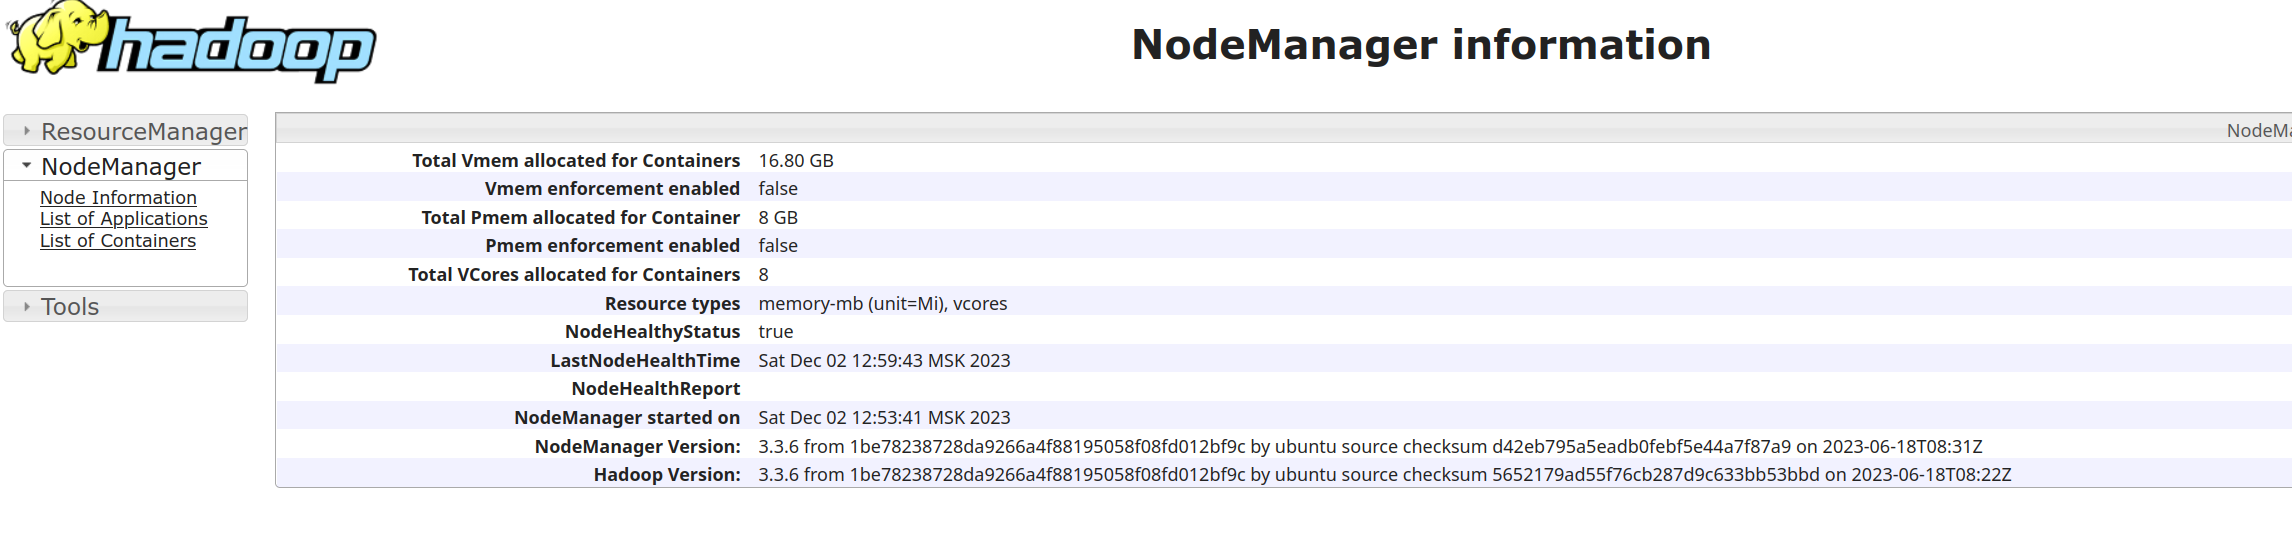 hadoop
NodeManager information
ResourceManager
NodeManager
Node Information
List of Applications
List of Containers
Tools
Total Vmem allocated for Containers 16.80 GB
Vmem enforcement enabled false
Total Pmem allocated for Container 8 GB
Pmem enforcement enabled false
Total VCores allocated for Containers 8
Resource types memory-mb (unit=Mi), vcores
NodeHealthyStatus true
LastNodeHealthTime Sat Dec 02 12:59:43 MSK 2023
NodeHealthReport
NodeManager started on Sat Dec 02 12:53:41 MSK 2023
NodeManager Version: 3.3.6 from 1be78238728da9266a4f88195058f08fd012bf9c by ubuntu source checksum d42eb795a5eadb0febf5e44a7f87a9 on 2023-06-18T08:31Z
Hadoop Version: 3.3.6 from 1be78238728da9266a4f88195058f08fd012bf9c by ubuntu source checksum 5652179ad55f76cb287d9c633bb53bbd on 2023-06-18T08:22Z